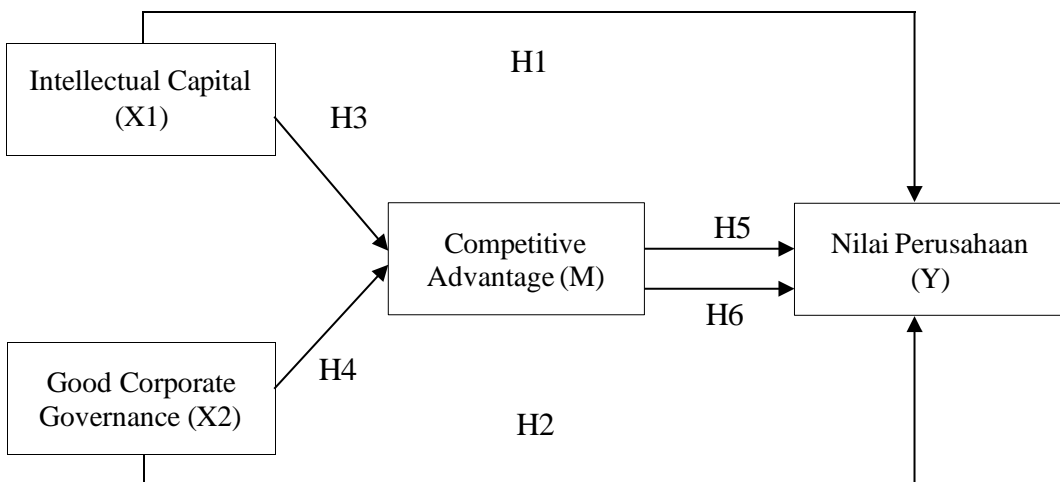 H1
Intellectual Capital
(X1)
H3
Competitive
Advantage (M)
H5
H6
Nilai Perusahaan
(Y)
Good Corporate
Governance (X2)
H4
H2